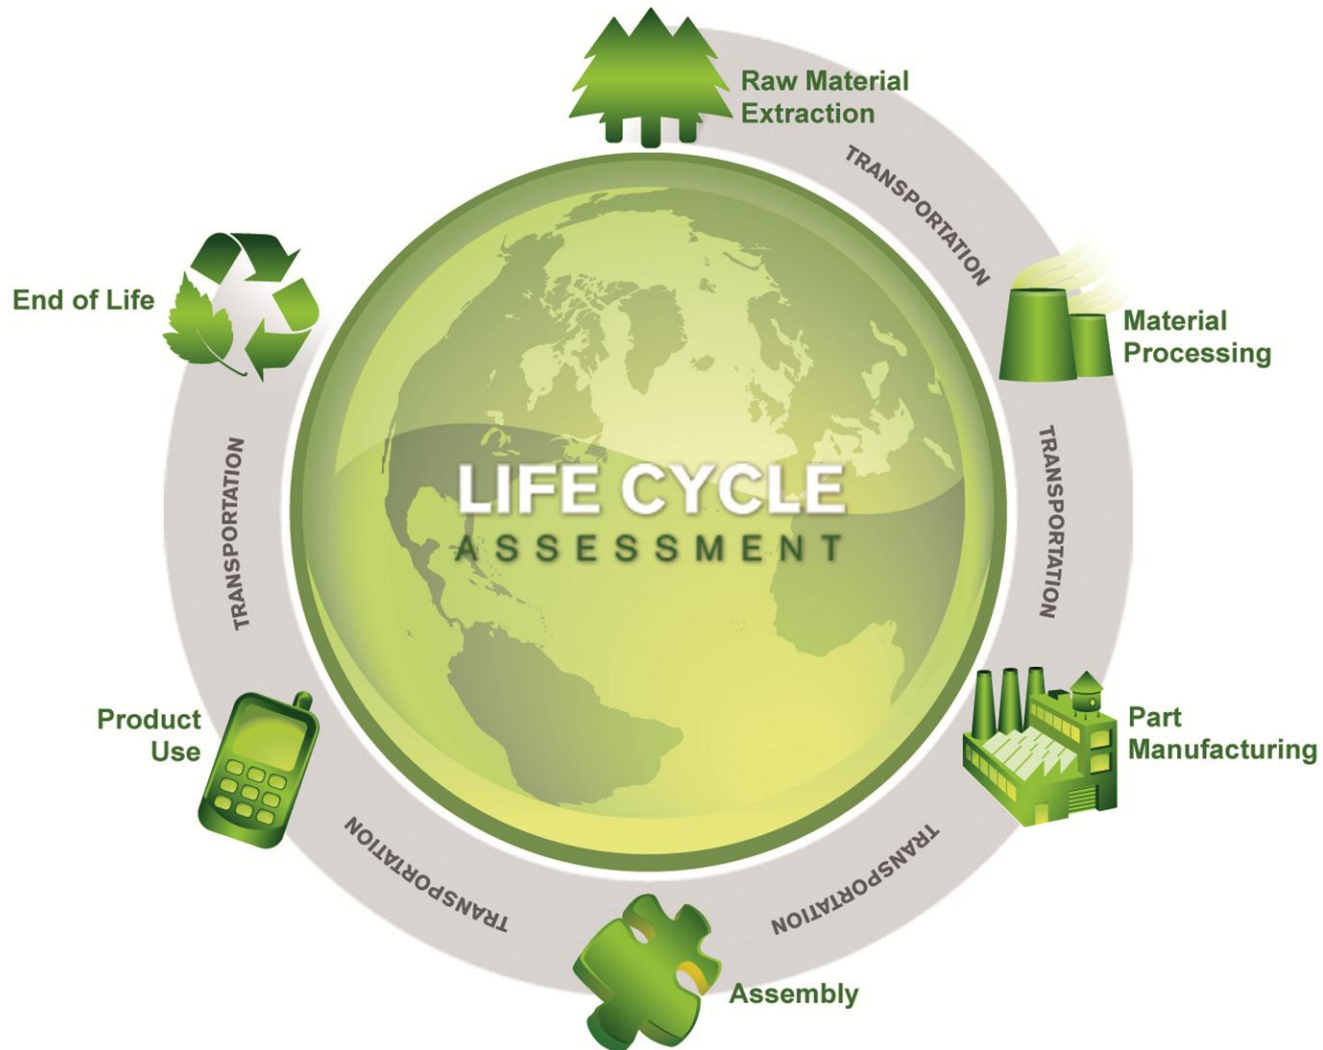 Raw Material
Extraction
TRANSPORTATION
Material
Processing
TRANSPORTATION
Part
Manufacturing
TRANSPORTATION
Assembly
TRANSPORTATION
Product
Use
TRANSPORTATION
End of Life
LIFE CYCLE
ASSESSMENT